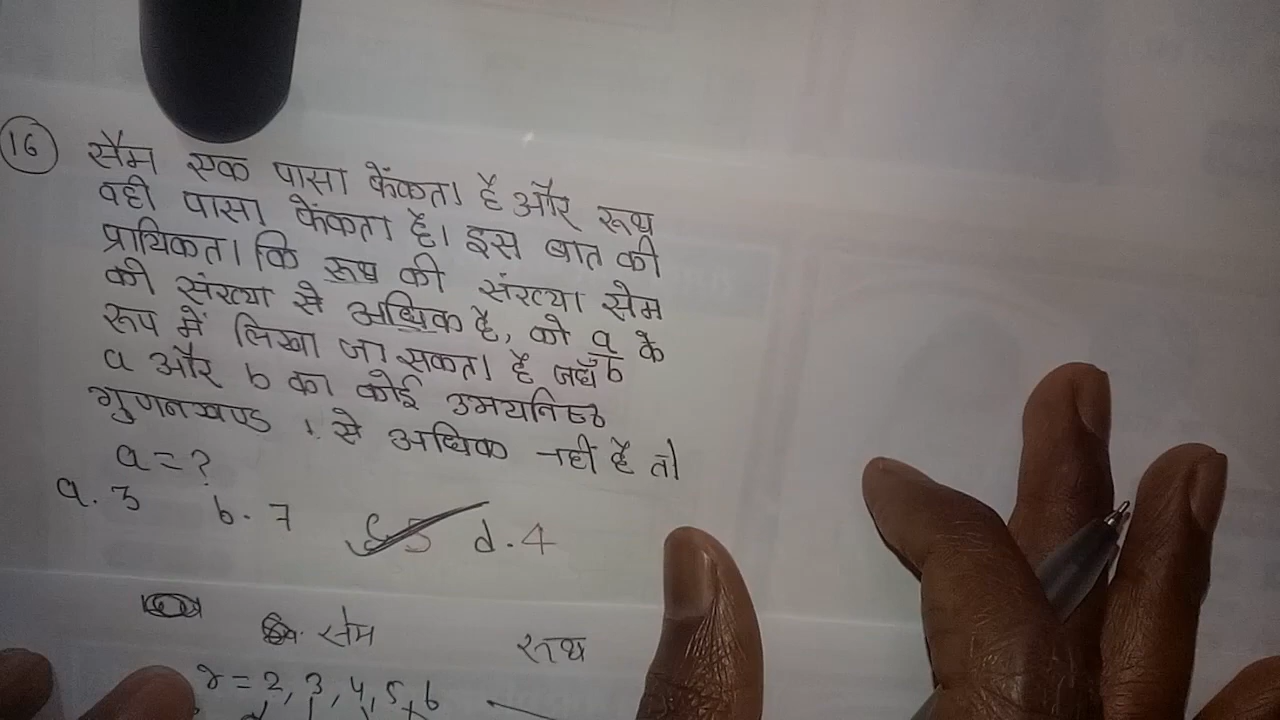 16 सैम एक पासा फेंकता है और रूथ
वही पासा फेंकता है। इस बात की
प्रायिकता कि रूथ की संख्या सेम
की संख्या से अधिक है, को a/b के
रूप में लिखा जा सकता है जहाँ
a और b का कोई उभयनिष्ठ
गुणनखण्ड 1 से अधिक नही है तो
a = ?
a. 3 b. 7 c. 5 d. 4
सेम रूथ
= 2, 3, 4, 5, 6